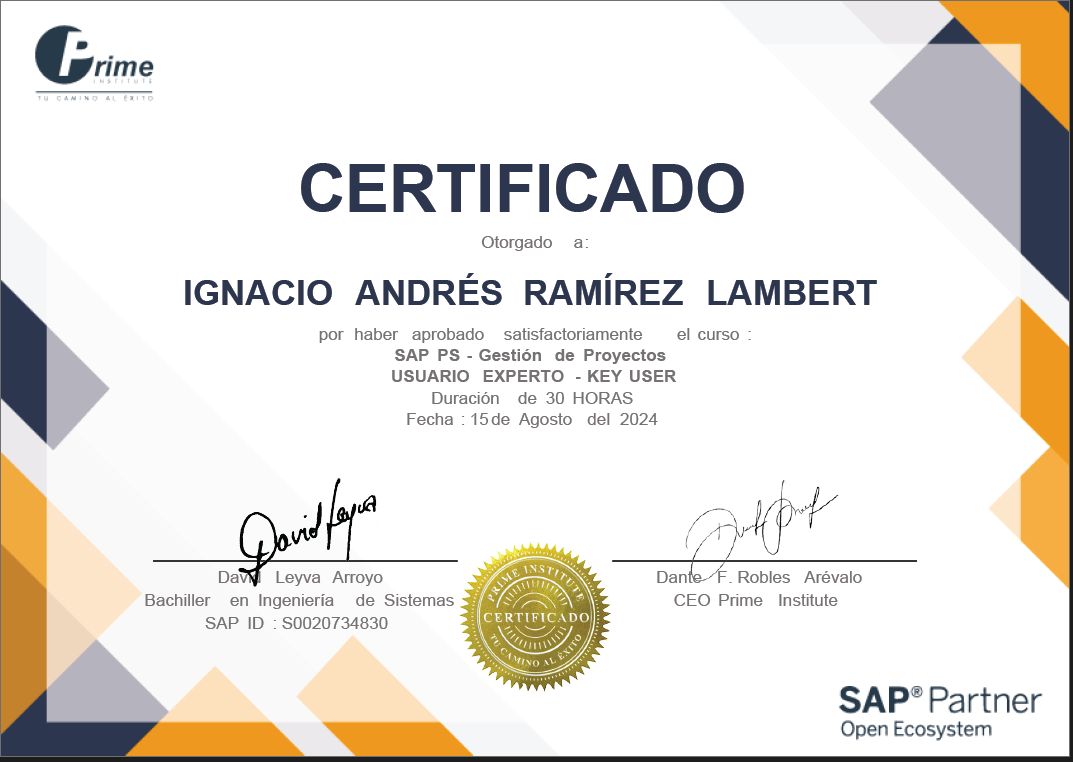 Prime
INSTITUTE
TU CAMINO AL ÉXITO
CERTIFICADO
Otorgado a:
IGNACIO ANDRÉS RAMÍREZ LAMBERT
por haber aprobado satisfactoriamente el curso :
SAP PS - Gestión de Proyectos
USUARIO EXPERTO - KEY USER
Duración de 30 HORAS
Fecha : 15 de Agosto del 2024
David Leyva
David Leyva Arroyo
Bachiller en Ingeniería de Sistemas
SAP ID : S0020734830
Dante F. Robles Arévalo
CEO Prime Institute
PRIME INSTITUTE
CERTIFICADO
TU CAMINO AL ÉXITO
SAP® Partner
Open Ecosystem